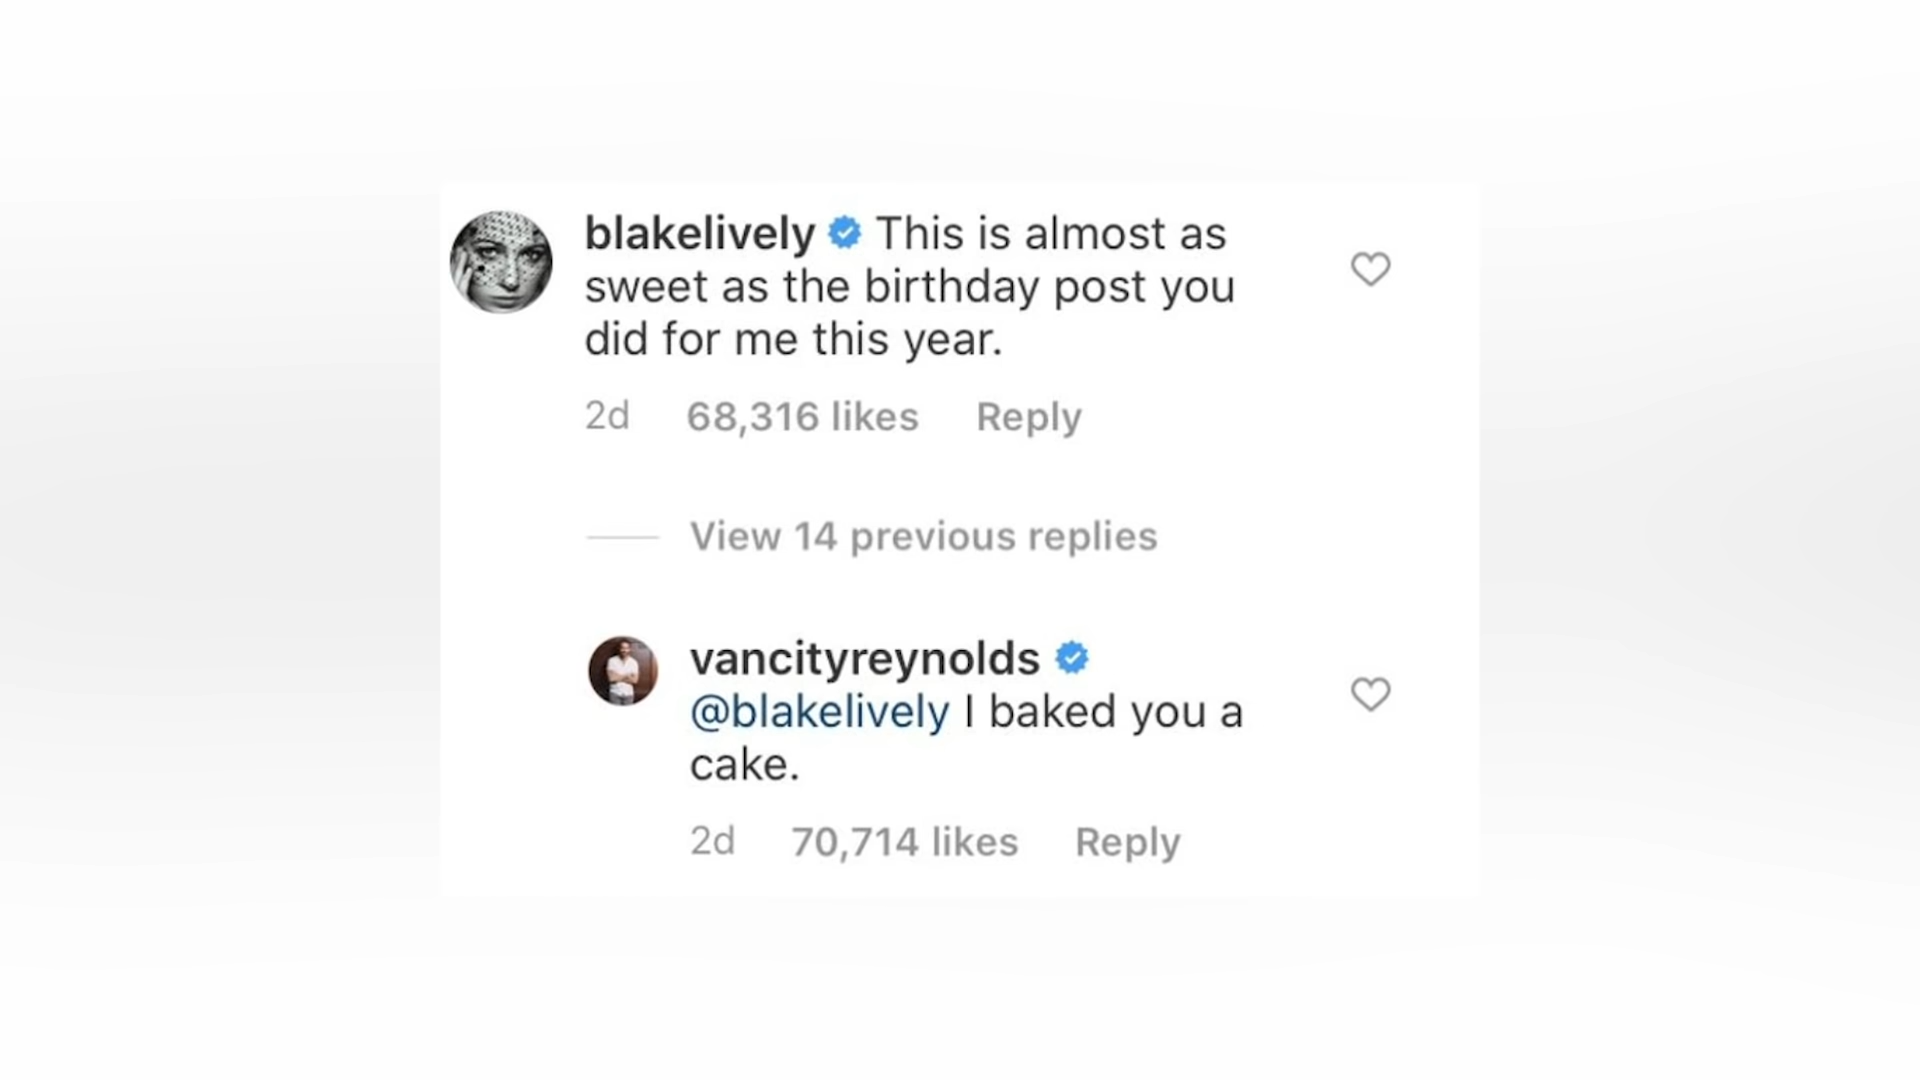 blakelively This is almost as
sweet as the birthday post you
did for me this year.
2d 68,316 likes Reply
View 14 previous replies
vancityreynolds
@blakelively I baked you a
cake.
2d 70,714 likes Reply